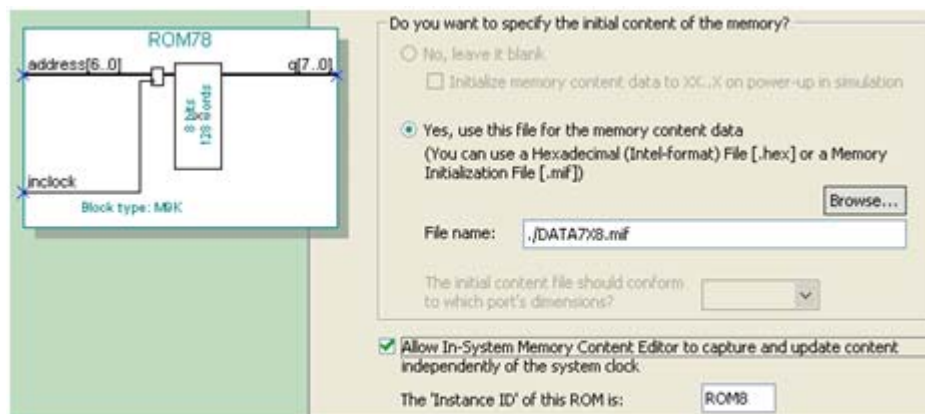 ROM78
address[6..0]
q[7..0]
8 bits
128 words
inclock
Block type: M9K
Do you want to specify the initial content of the memory?
No, leave it blank
Initialize memory content data to XX..X on power-up in simulation
Yes, use this file for the memory content data
(You can use a Hexadecimal (Intel-format) File [.hex] or a Memory
Initialization File [.mif])
Browse...
File name:
./DATA7X8.mif
The initial content file should conform
to which port's dimensions?
Allow In-System Memory Content Editor to capture and update content
independently of the system clock
The 'Instance ID' of this ROM is:
ROM8